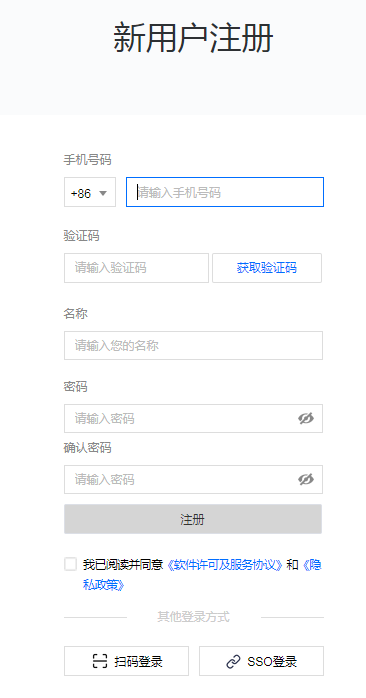 新用户注册
手机号码
+86 请输入手机号码
验证码
请输入验证码 获取验证码
名称
请输入您的名称
密码
请输入密码
确认密码
请输入密码
注册
我已阅读并同意《软件许可及服务协议》和《隐
私政策》
其他登录方式
扫码登录 SSO登录